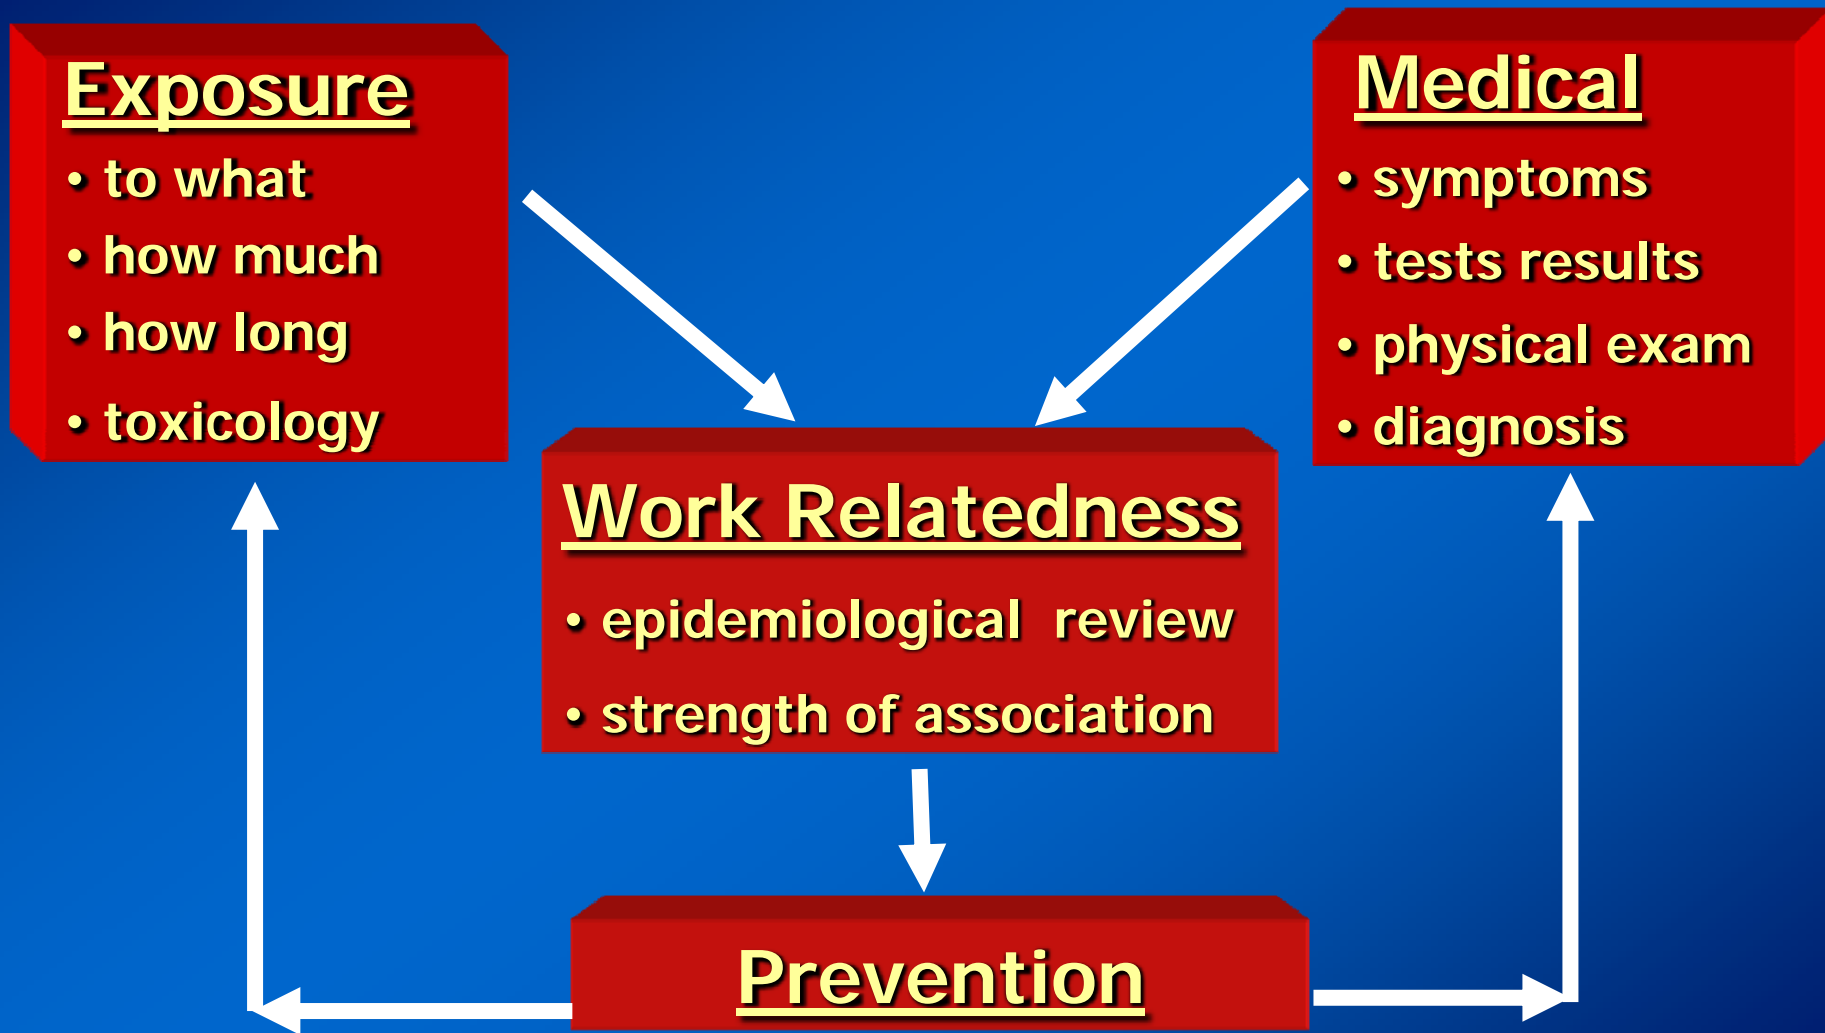 Exposure
• to what
• how much
• how long
• toxicology
Medical
• symptoms
• tests results
• physical exam
• diagnosis
Work Relatedness
• epidemiological review
• strength of association
Prevention